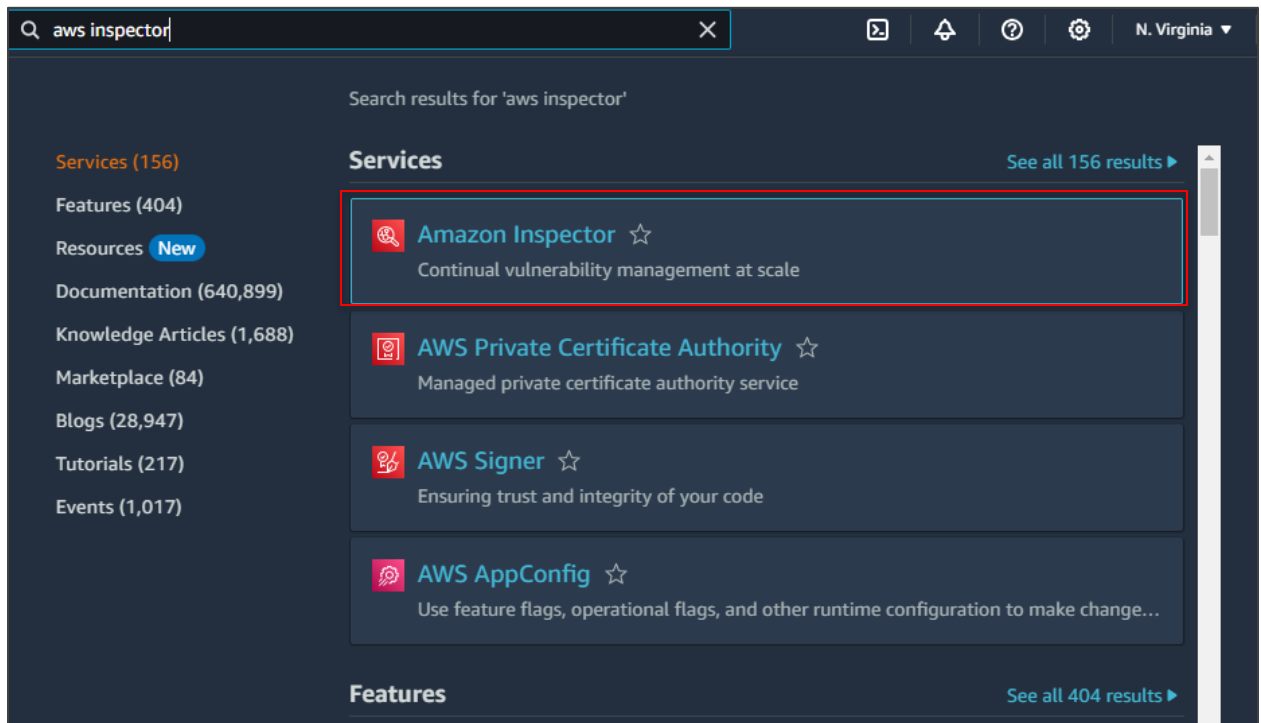 aws inspector
N. Virginia
Search results for 'aws inspector'
Services (156)
Features (404)
Resources New
Documentation (640,899)
Knowledge Articles (1,688)
Marketplace (84)
Blogs (28,947)
Tutorials (217)
Events (1,017)
Services
See all 156 results
Amazon Inspector
Continual vulnerability management at scale
AWS Private Certificate Authority
Managed private certificate authority service
AWS Signer
Ensuring trust and integrity of your code
AWS AppConfig
Use feature flags, operational flags, and other runtime configuration to make change...
Features
See all 404 results